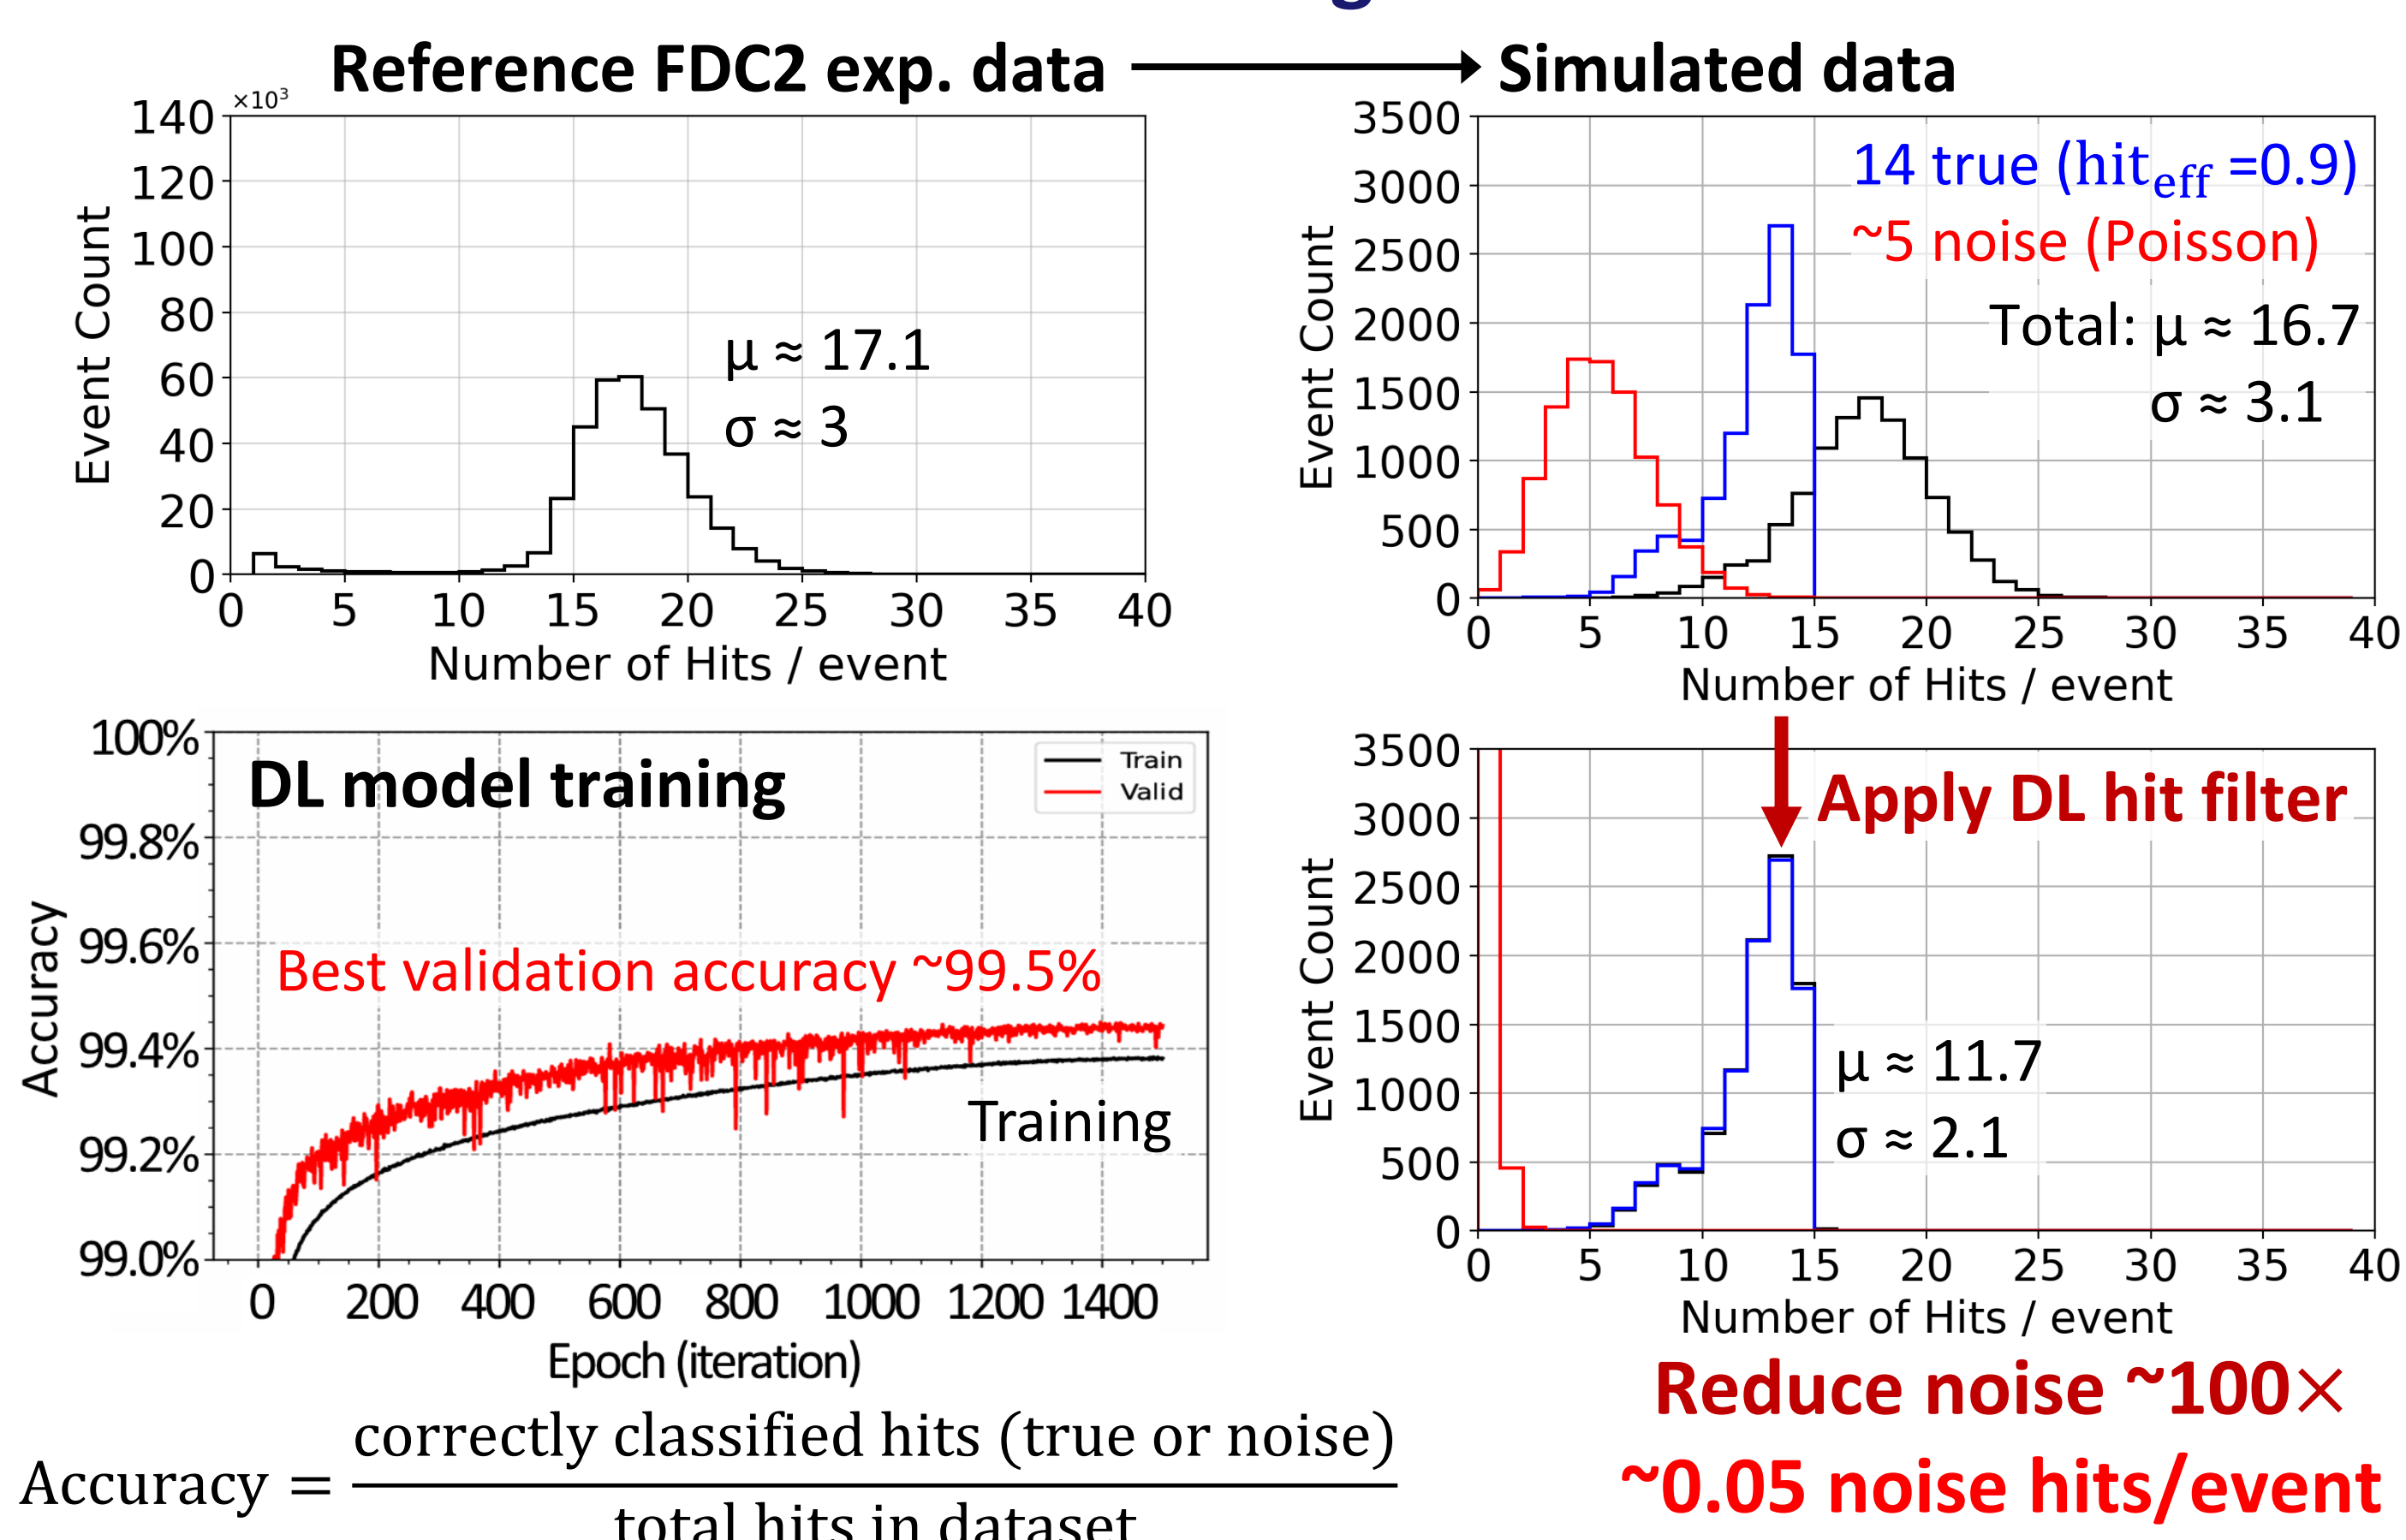 Reference FDC2 exp. data
Simulated data
×10³
140
120
100
80
60
40
20
0
Event Count
μ ≈ 17.1
σ ≈ 3
0 5 10 15 20 25 30 35 40
Number of Hits / event
3500
3000
2500
2000
1500
1000
500
0
Event Count
14 true (hit_eff =0.9)
~5 noise (Poisson)
Total: μ ≈ 16.7
σ ≈ 3.1
0 5 10 15 20 25 30 35 40
Number of Hits / event
100%
99.8%
99.6%
99.4%
99.2%
99.0%
Accuracy
DL model training
Train
Valid
Best validation accuracy ~99.5%
Training
0 200 400 600 800 1000 1200 1400
Epoch (iteration)
3500
3000
2500
2000
1500
1000
500
0
Event Count
Apply DL hit filter
μ ≈ 11.7
σ ≈ 2.1
0 5 10 15 20 25 30 35 40
Number of Hits / event
Reduce noise ~100×
~0.05 noise hits/event
correctly classified hits (true or noise)
Accuracy =
total hits in dataset